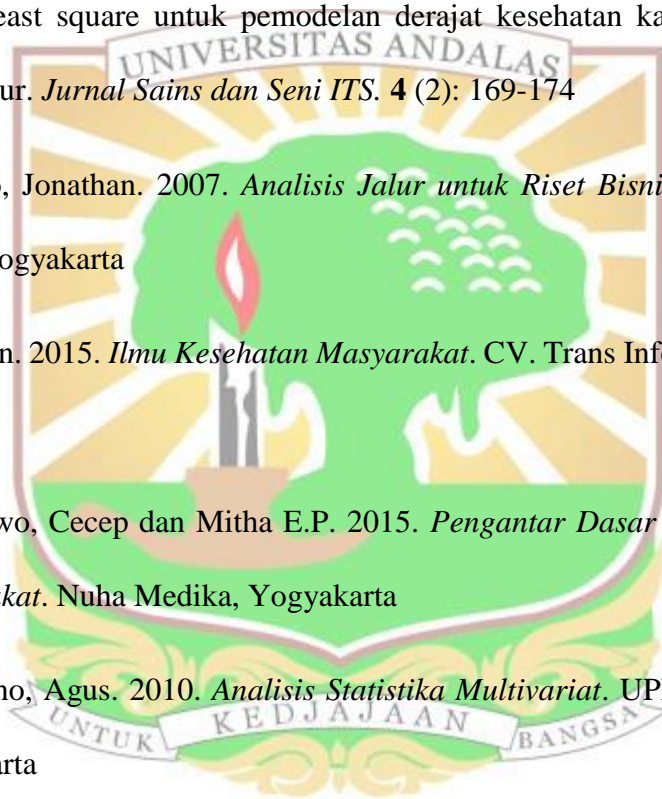 east square untuk pemodelan derajat kesehatan ka
UNIVERSITAS ANDALAS
ur. Jurnal Sains dan Seni ITS. 4 (2): 169-174
, Jonathan. 2007. Analisis Jalur untuk Riset Bisni
ogyakarta
n. 2015. Ilmu Kesehatan Masyarakat. CV. Trans Info
wo, Cecep dan Mitha E.P. 2015. Pengantar Dasar
kat. Nuha Medika, Yogyakarta
no, Agus. 2010. Analisis Statistika Multivariat. UP
UNTUK KEDJAJAAN BANGSA
arta